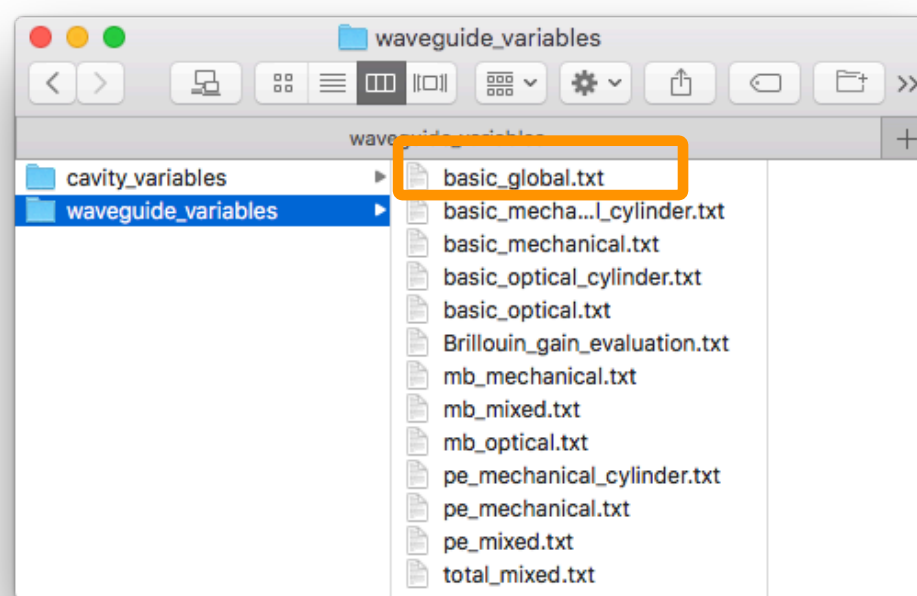 waveguide_variables
waveguide_variables
cavity_variables
waveguide_variables
basic_global.txt
basic_mecha...l_cylinder.txt
basic_mechanical.txt
basic_optical_cylinder.txt
basic_optical.txt
Brillouin_gain_evaluation.txt
mb_mechanical.txt
mb_mixed.txt
mb_optical.txt
pe_mechanical_cylinder.txt
pe_mechanical.txt
pe_mixed.txt
total_mixed.txt